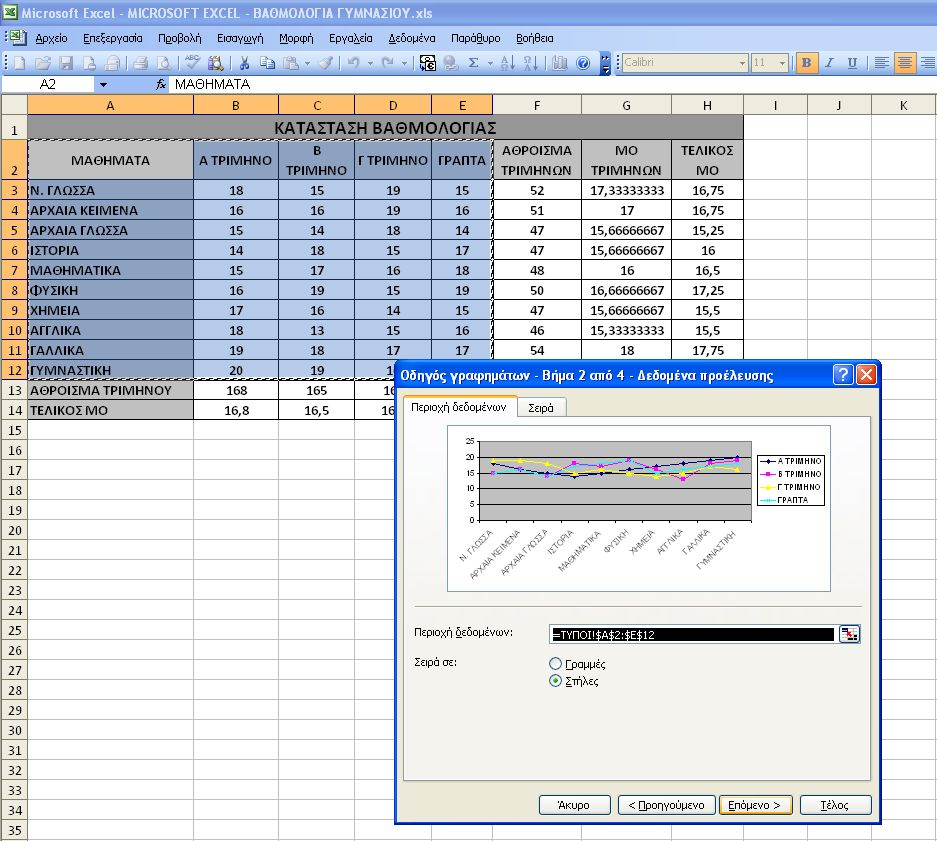 Microsoft Excel - MICROSOFT EXCEL - ΒΑΘΜΟΛΟΓΙΑ ΓΥΜΝΑΣΙΟΥ.xls
Αρχείο Επεξεργασία Προβολή Εισαγωγή Μορφή Εργαλεία Δεδομένα Παράθυρο Βοήθεια
Calibri 11 B I U
A2 fx ΜΑΘΗΜΑΤΑ
A B C D E F G H I J K
1 ΚΑΤΑΣΤΑΣΗ ΒΑΘΜΟΛΟΓΙΑΣ
2 ΜΑΘΗΜΑΤΑ Α ΤΡΙΜΗΝΟ Β ΤΡΙΜΗΝΟ Γ ΤΡΙΜΗΝΟ ΓΡΑΠΤΑ ΑΘΡΟΙΣΜΑ ΤΡΙΜΗΝΩΝ ΜΟ ΤΡΙΜΗΝΩΝ ΤΕΛΙΚΟΣ ΜΟ
3 Ν. ΓΛΩΣΣΑ 18 15 19 15 52 17,33333333 16,75
4 ΑΡΧΑΙΑ ΚΕΙΜΕΝΑ 16 16 19 16 51 17 16,75
5 ΑΡΧΑΙΑ ΓΛΩΣΣΑ 15 14 18 14 47 15,66666667 15,25
6 ΙΣΤΟΡΙΑ 14 18 15 17 47 15,66666667 16
7 ΜΑΘΗΜΑΤΙΚΑ 15 17 16 18 48 16 16,5
8 ΦΥΣΙΚΗ 16 19 15 19 50 16,66666667 17,25
9 ΧΗΜΕΙΑ 17 16 14 15 47 15,66666667 15,5
10 ΑΓΓΛΙΚΑ 18 13 15 16 46 15,33333333 15,5
11 ΓΑΛΛΙΚΑ 19 18 17 17 54 18 17,75
12 ΓΥΜΝΑΣΤΙΚΗ 20 19
13 ΑΘΡΟΙΣΜΑ ΤΡΙΜΗΝΟΥ 168 165
14 ΤΕΛΙΚΟΣ ΜΟ 16,8 16,5
15
16
17
18
19
20
21
22
23
24
25
26
27
28
29
30
31
32
33
34
35
Οδηγός γραφημάτων - Βήμα 2 από 4 - Δεδομένα προέλευσης
Περιοχή δεδομένων Σειρά
25
20
15
10
5
0
Ν. ΓΛΩΣΣΑ
ΑΡΧΑΙΑ ΚΕΙΜΕΝΑ
ΑΡΧΑΙΑ ΓΛΩΣΣΑ
ΙΣΤΟΡΙΑ
ΜΑΘΗΜΑΤΙΚΑ
ΦΥΣΙΚΗ
ΧΗΜΕΙΑ
ΑΓΓΛΙΚΑ
ΓΑΛΛΙΚΑ
ΓΥΜΝΑΣΤΙΚΗ
Α ΤΡΙΜΗΝΟ
Β ΤΡΙΜΗΝΟ
Γ ΤΡΙΜΗΝΟ
ΓΡΑΠΤΑ
Περιοχή δεδομένων: =ΤΥΠΟΙ!$A$2:$E$12
Σειρά σε: Γραμμές
Στήλες
Άκυρο < Προηγούμενο Επόμενο > Τέλος